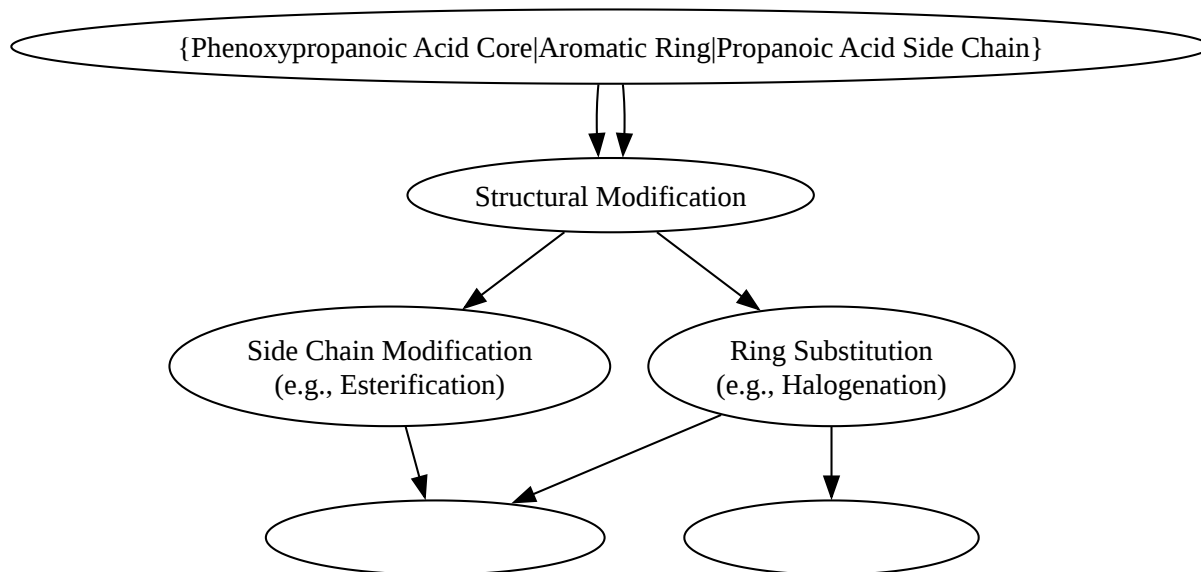 {Phenoxypropanoic Acid Core|Aromatic Ring|Propanoic Acid Side Chain}
Structural Modification
Side Chain Modification
(e.g., Esterification)
Ring Substitution
(e.g., Halogenation)